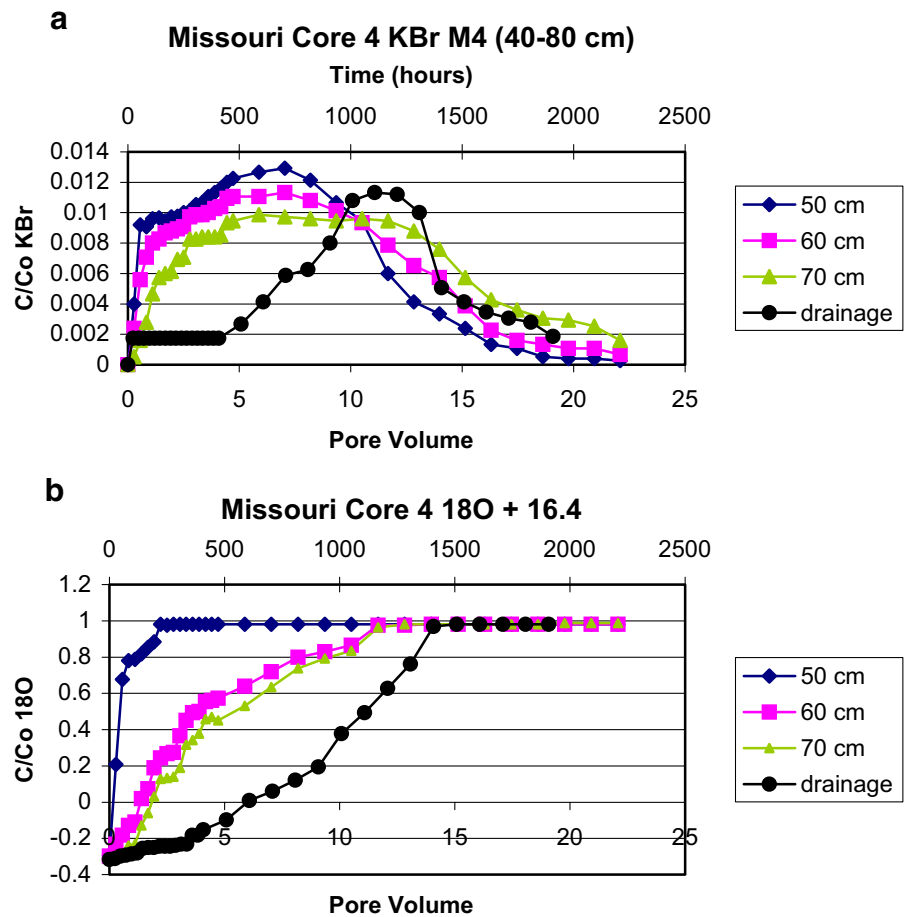 a
Missouri Core 4 KBr M4 (40-80 cm)
Time (hours)
0 500 1000 1500 2000 2500
0.014
0.012
0.01
0.008
0.006
0.004
0.002
0
C/Co KBr
0 5 10 15 20 25
Pore Volume
50 cm
60 cm
70 cm
drainage
b
Missouri Core 4 18O + 16.4
0 500 1000 1500 2000 2500
1.2
1
0.8
0.6
0.4
0.2
0
-0.2
-0.4
C/Co 18O
0 5 10 15 20 25
Pore Volume
50 cm
60 cm
70 cm
drainage